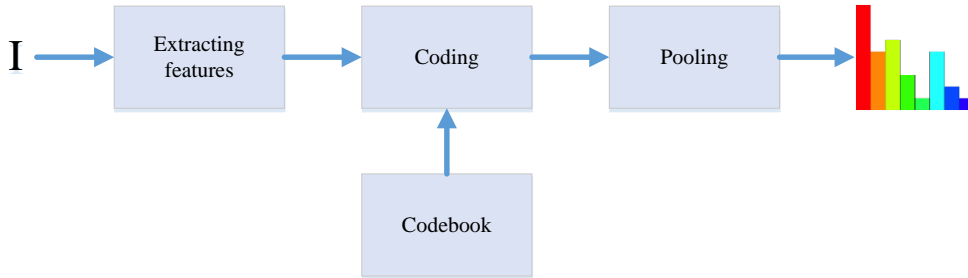 I
Extracting
features
Coding
Pooling
Codebook